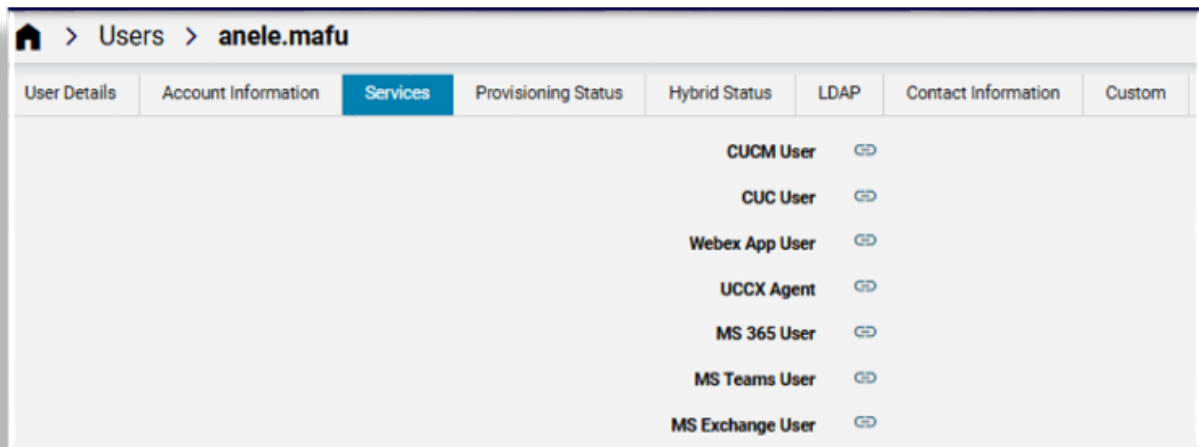 > Users > anele.mafu
User Details Account Information Services Provisioning Status Hybrid Status LDAP Contact Information Custom
CUCM User
CUC User
Webex App User
UCCX Agent
MS 365 User
MS Teams User
MS Exchange User